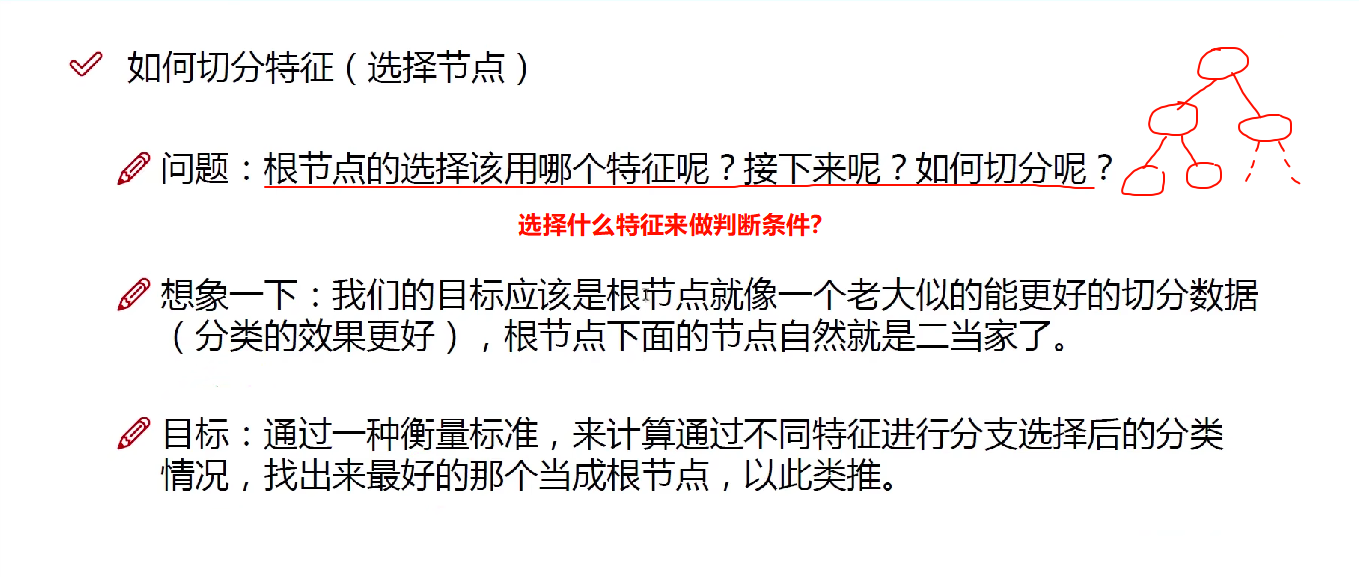 如何切分特征（选择节点）
问题：根节点的选择该用哪个特征呢？接下来呢？如何切分呢？
选择什么特征来做判断条件?
想象一下：我们的目标应该是根节点就像一个老大似的能更好的切分数据
（分类的效果更好），根节点下面的节点自然就是二当家了。
目标：通过一种衡量标准，来计算通过不同特征进行分支选择后的分类
情况，找出来最好的那个当成根节点，以此类推。